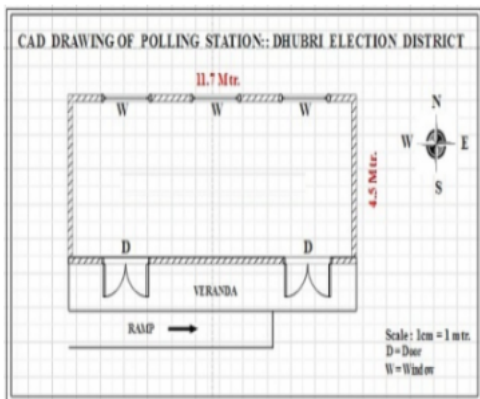 CAD DRAWING OF POLLING STATION:: DHUBRI ELECTION DISTRICT
11.7 Mtr.
W W W
N
W E
S
4.5 Mtr.
D D
VERANDA
RAMP
Scale: 1cm = 1 mtr.
D=Door
W=Window